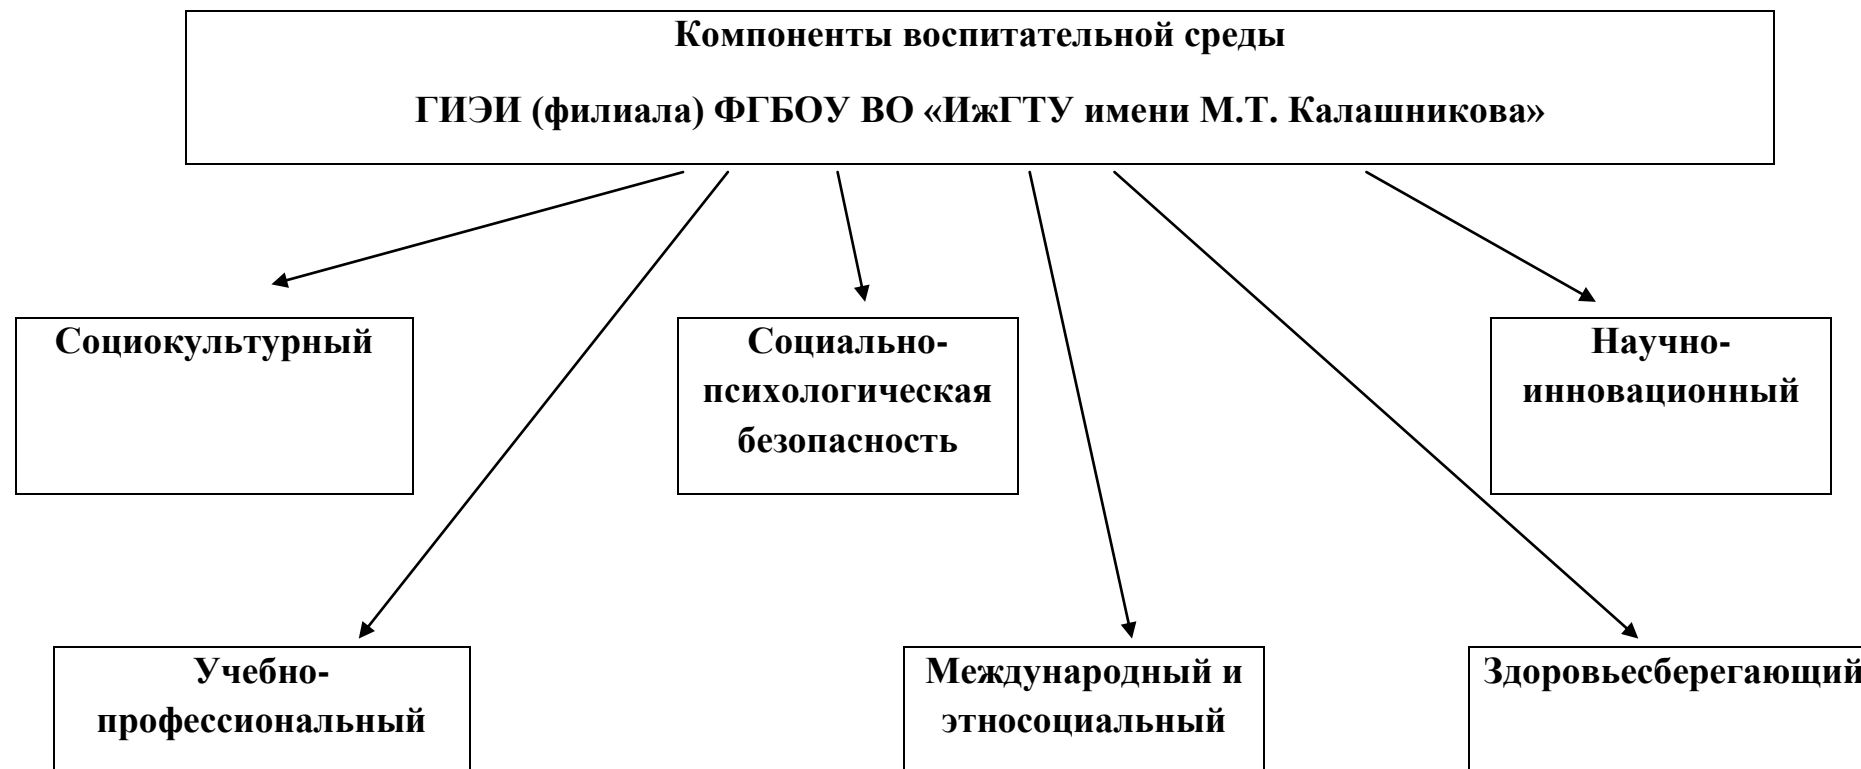 Компоненты воспитательной среды
ГИЭИ (филиала) ФГБОУ ВО «ИжГТУ имени М.Т. Калашникова»
Социокультурный
Социально-
психологическая
безопасность
Научно-
инновационный
Учебно-
профессиональный
Международный и
этносоциальный
Здоровьесберегающий